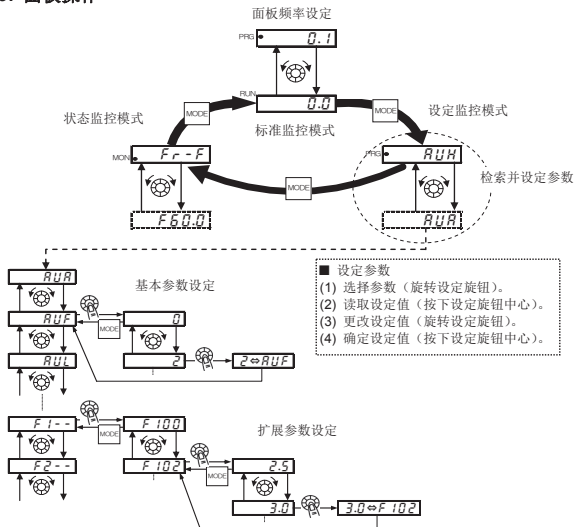 面板频率设定
PRG
0.1
RUN
0.0
MODE
MODE
状态监控模式
标准监控模式
设定监控模式
MON
Fr-F
PRG
AUH
MODE
检索并设定参数
F60.0
AUA
■ 设定参数
(1) 选择参数（旋转设定旋钮）。
(2) 读取设定值（按下设定旋钮中心）。
(3) 更改设定值（旋转设定旋钮）。
(4) 确定设定值（按下设定旋钮中心）。
AUA
基本参数设定
AUF
MODE
0
AUL
2
2⇔AUF
F1--
MODE
F100
扩展参数设定
F2--
F102
MODE
2.5
3.0
3.0⇔F102